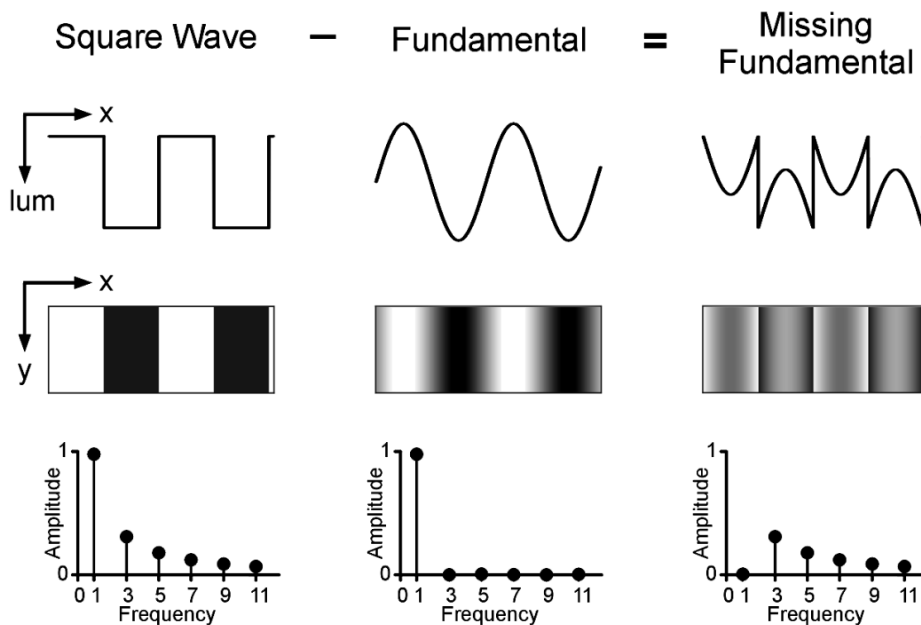 Square Wave − Fundamental = Missing Fundamental
x
lum
x
y
1
Amplitude
0
0 1 3 5 7 9 11
Frequency
1
Amplitude
0
0 1 3 5 7 9 11
Frequency
1
Amplitude
0
0 1 3 5 7 9 11
Frequency